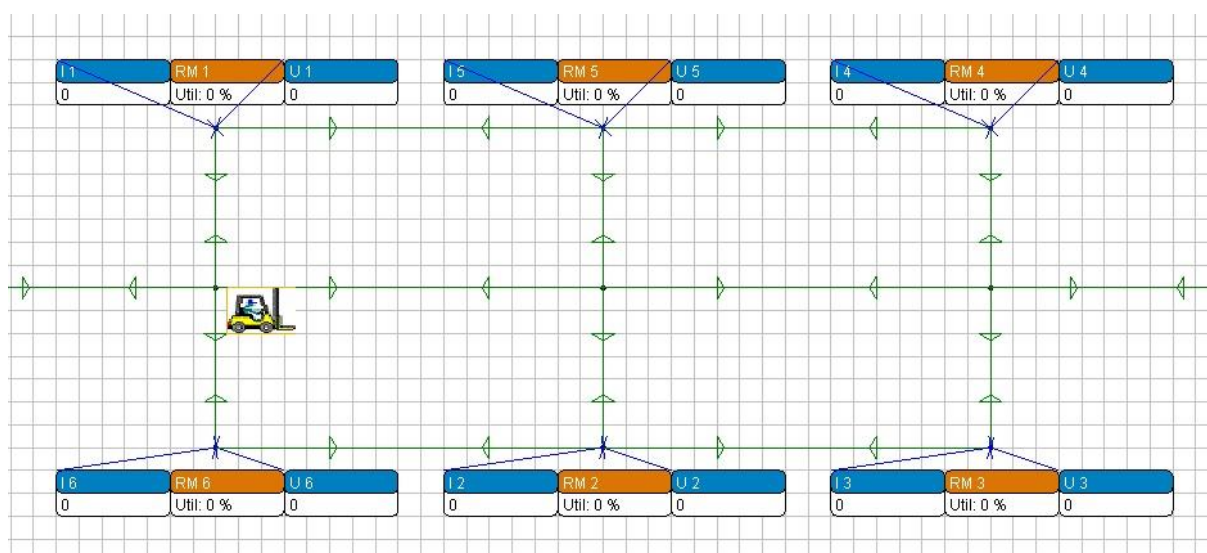 I 1 RM 1 U 1 I 5 RM 5 U 5 I 4 RM 4 U 4
0 Util: 0 % 0 0 Util: 0 % 0 0 Util: 0 % 0
I 6 RM 6 U 6 I 2 RM 2 U 2 I 3 RM 3 U 3
0 Util: 0 % 0 0 Util: 0 % 0 0 Util: 0 % 0